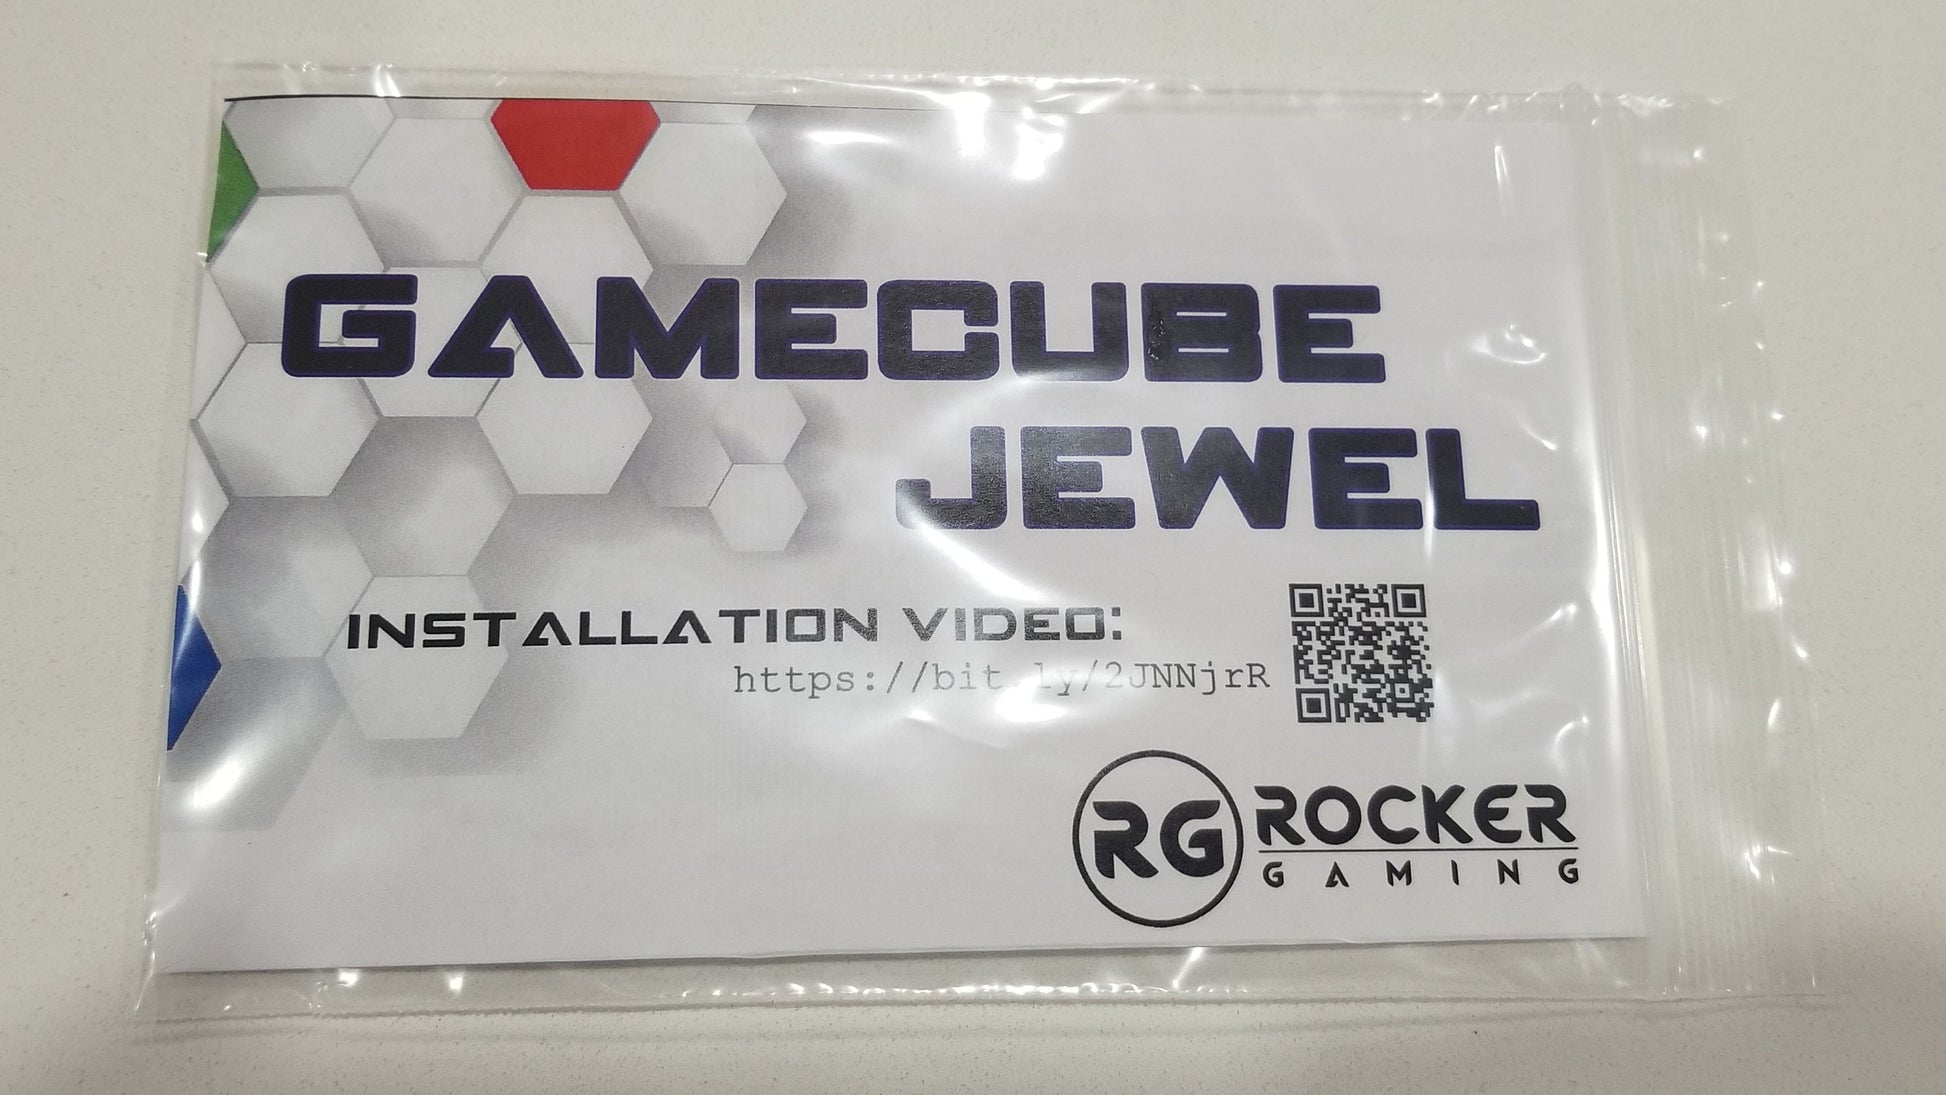 GAMECUBE
JEWEL
INSTALLATION VIDEO:
https://bit.ly/2JNNjrR
RG ROCKER
GAMING